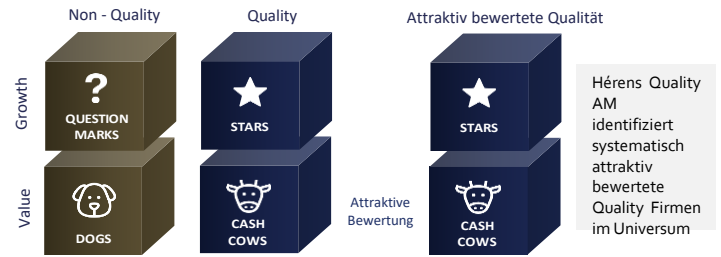 Non - Quality
Quality
Attraktiv bewertete Qualität
Growth
?
QUESTION
MARKS
STARS
STARS
Value
DOGS
CASH
COWS
Attraktive
Bewertung
CASH
COWS
Hérens Quality
AM
identifiziert
systematisch
attraktiv
bewertete
Quality Firmen
im Universum